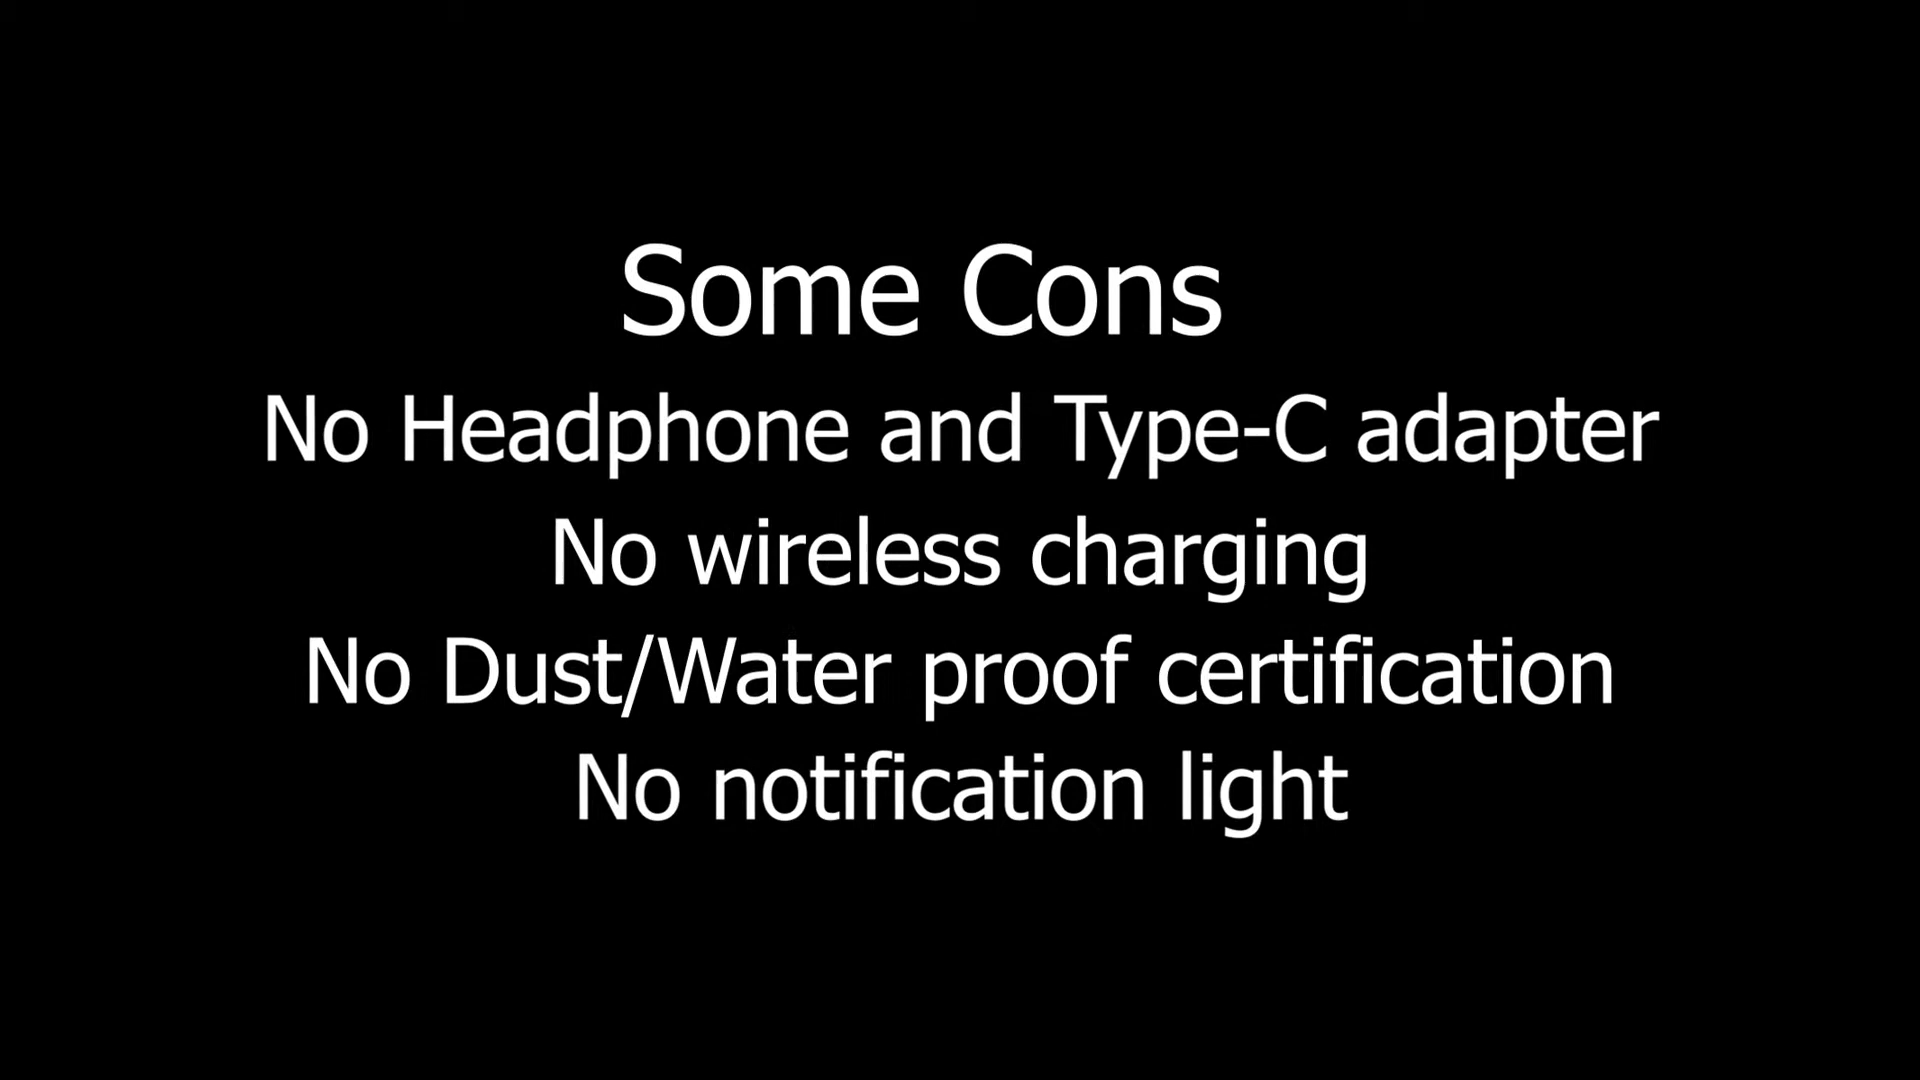 Some Cons
No Headphone and Type-C adapter
No wireless charging
No Dust/Water proof certification
No notification light